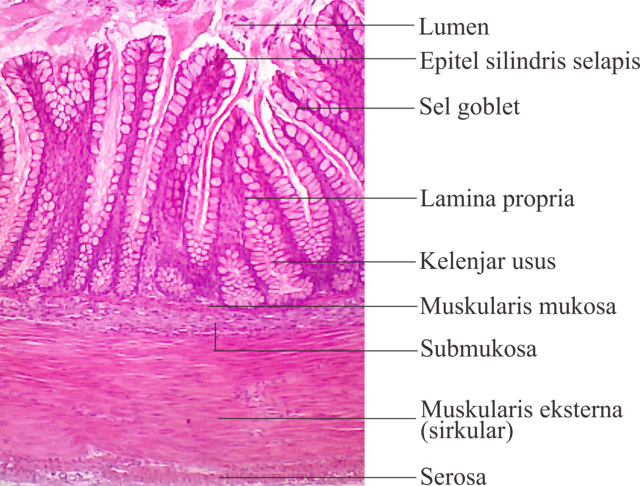 Lumen
Epitel silindris selapis
Sel goblet
Lamina propria
Kelenjar usus
Muskularis mukosa
Submukosa
Muskularis eksterna
(sirkular)
Serosa